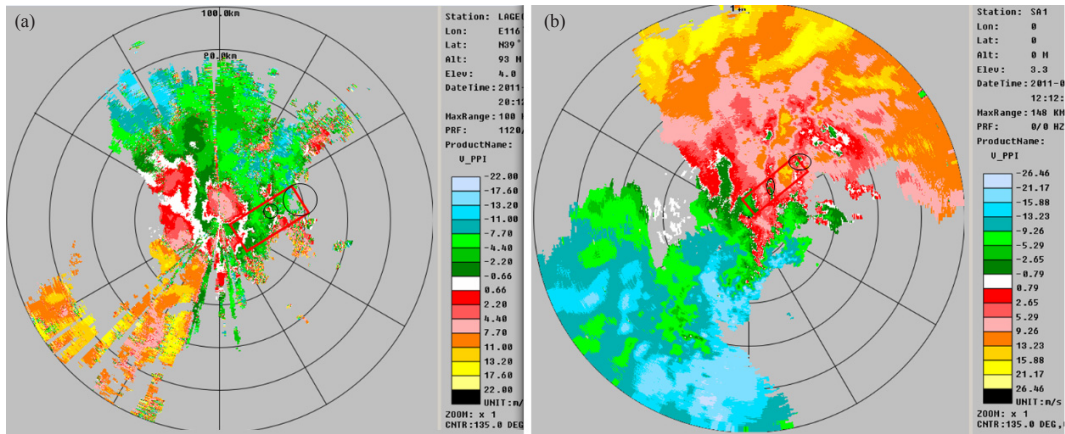 (a)
100.0km
Station: LAGE
Lon: E116
Lat: N39°
Alt: 93 M
Elev: 4.0
DateTime: 2011-0
20:12
MaxRange: 100
PRF: 1120/
ProductName:
V_PPI
-22.00
-17.60
-13.20
-11.00
-7.70
-4.40
-2.20
-0.66
0.66
2.20
4.40
7.70
11.00
13.20
17.60
22.00
UNIT:m/
ZOOM: x 1
CNTR:135.0 DEG
(b)
Station: SA1
Lon: 0
Lat: 0
Alt: 0 M
Elev: 3.3
DateTime: 2011-0
12:12:
MaxRange: 148 KM
PRF: 0/0 HZ
ProductName:
V_PPI
-26.46
-21.17
-15.88
-13.23
-9.26
-5.29
-2.65
-0.79
0.79
2.65
5.29
9.26
13.23
15.88
21.17
26.46
UNIT:m/s
ZOOM: x 1
CNTR:135.0 DEG,